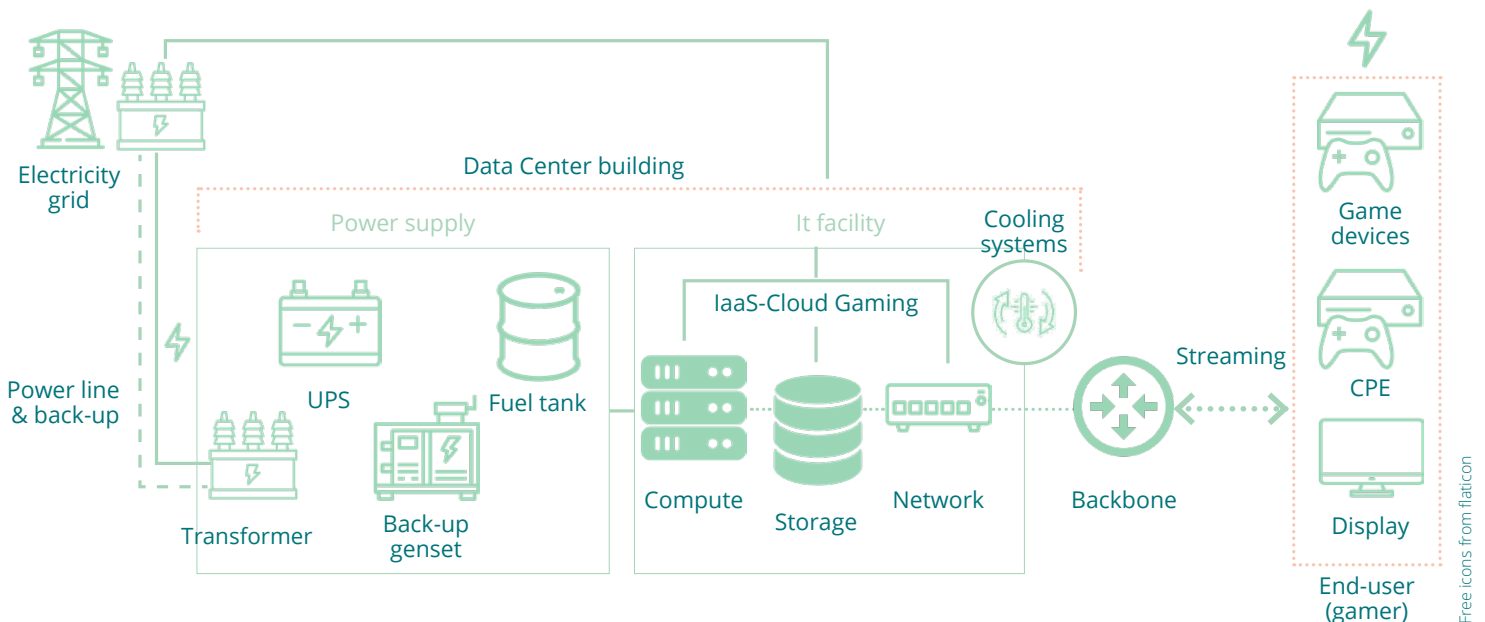 Electricity
grid
Data Center building
Power supply
It facility
Cooling
systems
IaaS-Cloud Gaming
Power line
& back-up
UPS
Fuel tank
Transformer
Back-up
genset
Compute
Storage
Network
Backbone
Streaming
Game
devices
CPE
Display
End-user
(gamer)
Free icons from flaticon